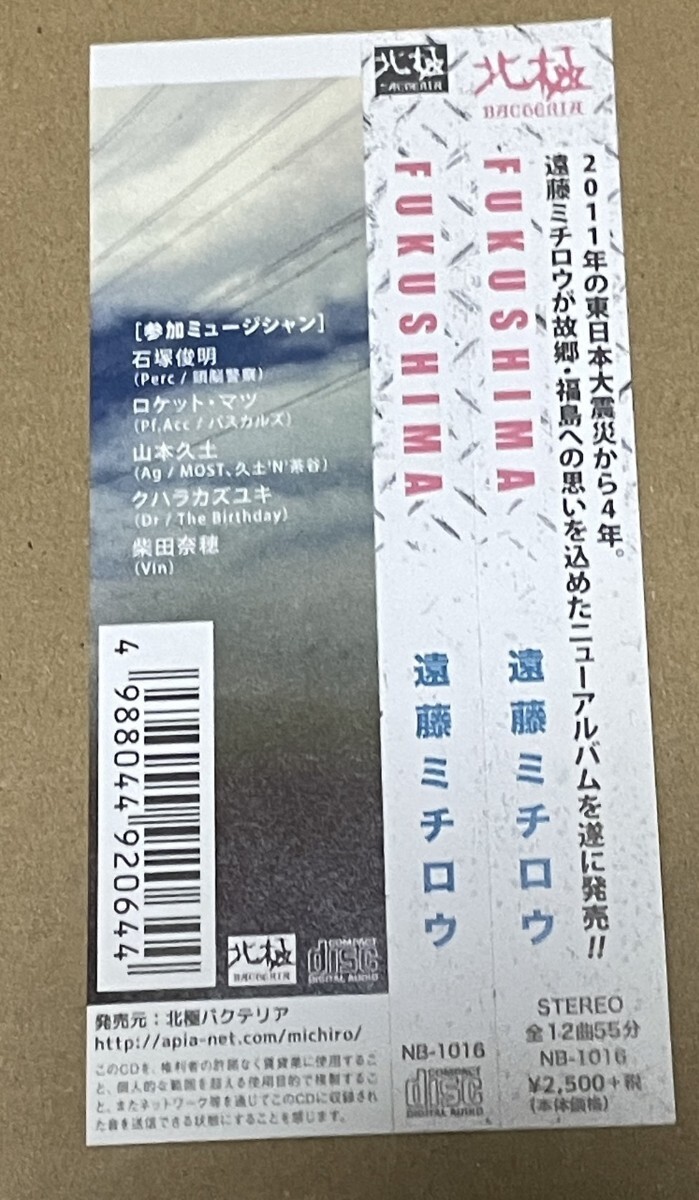 北極
BACTERIA
2011年の東日本大震災から4年。
遠藤ミチロウが故郷・福島への思いを込めたニューアルバムを遂に発売!!
FUKUSHIMA
遠藤ミチロウ
STEREO
全12曲55分
NB-1016
¥2,500+税
(本体価格)
北極
BACTERIA
FUKUSHIMA
遠藤ミチロウ
NB-1016
COMPACT
disc
DIGITAL AUDIO
[参加ミュージシャン]
石塚俊明
(Perc / 頭脳警察)
ロケット・マツ
(Pf,Acc / パスカルズ)
山本久土
(Ag / MOST、久土'N'茶谷)
クハラカズユキ
(Dr / The Birthday)
柴田奈穂
(Vln)
4 988044 920644
北極
BACTERIA
COMPACT
disc
DIGITAL AUDIO
発売元：北極バクテリア
http://apia-net.com/michiro/
このCDを、権利者の許諾なく賃貸業に使用するこ
と、個人的な範囲を超える使用目的で複製するこ
と、またネットワーク等を通じてこのCDに収録され
た音を送信できる状態にすることを禁じます。